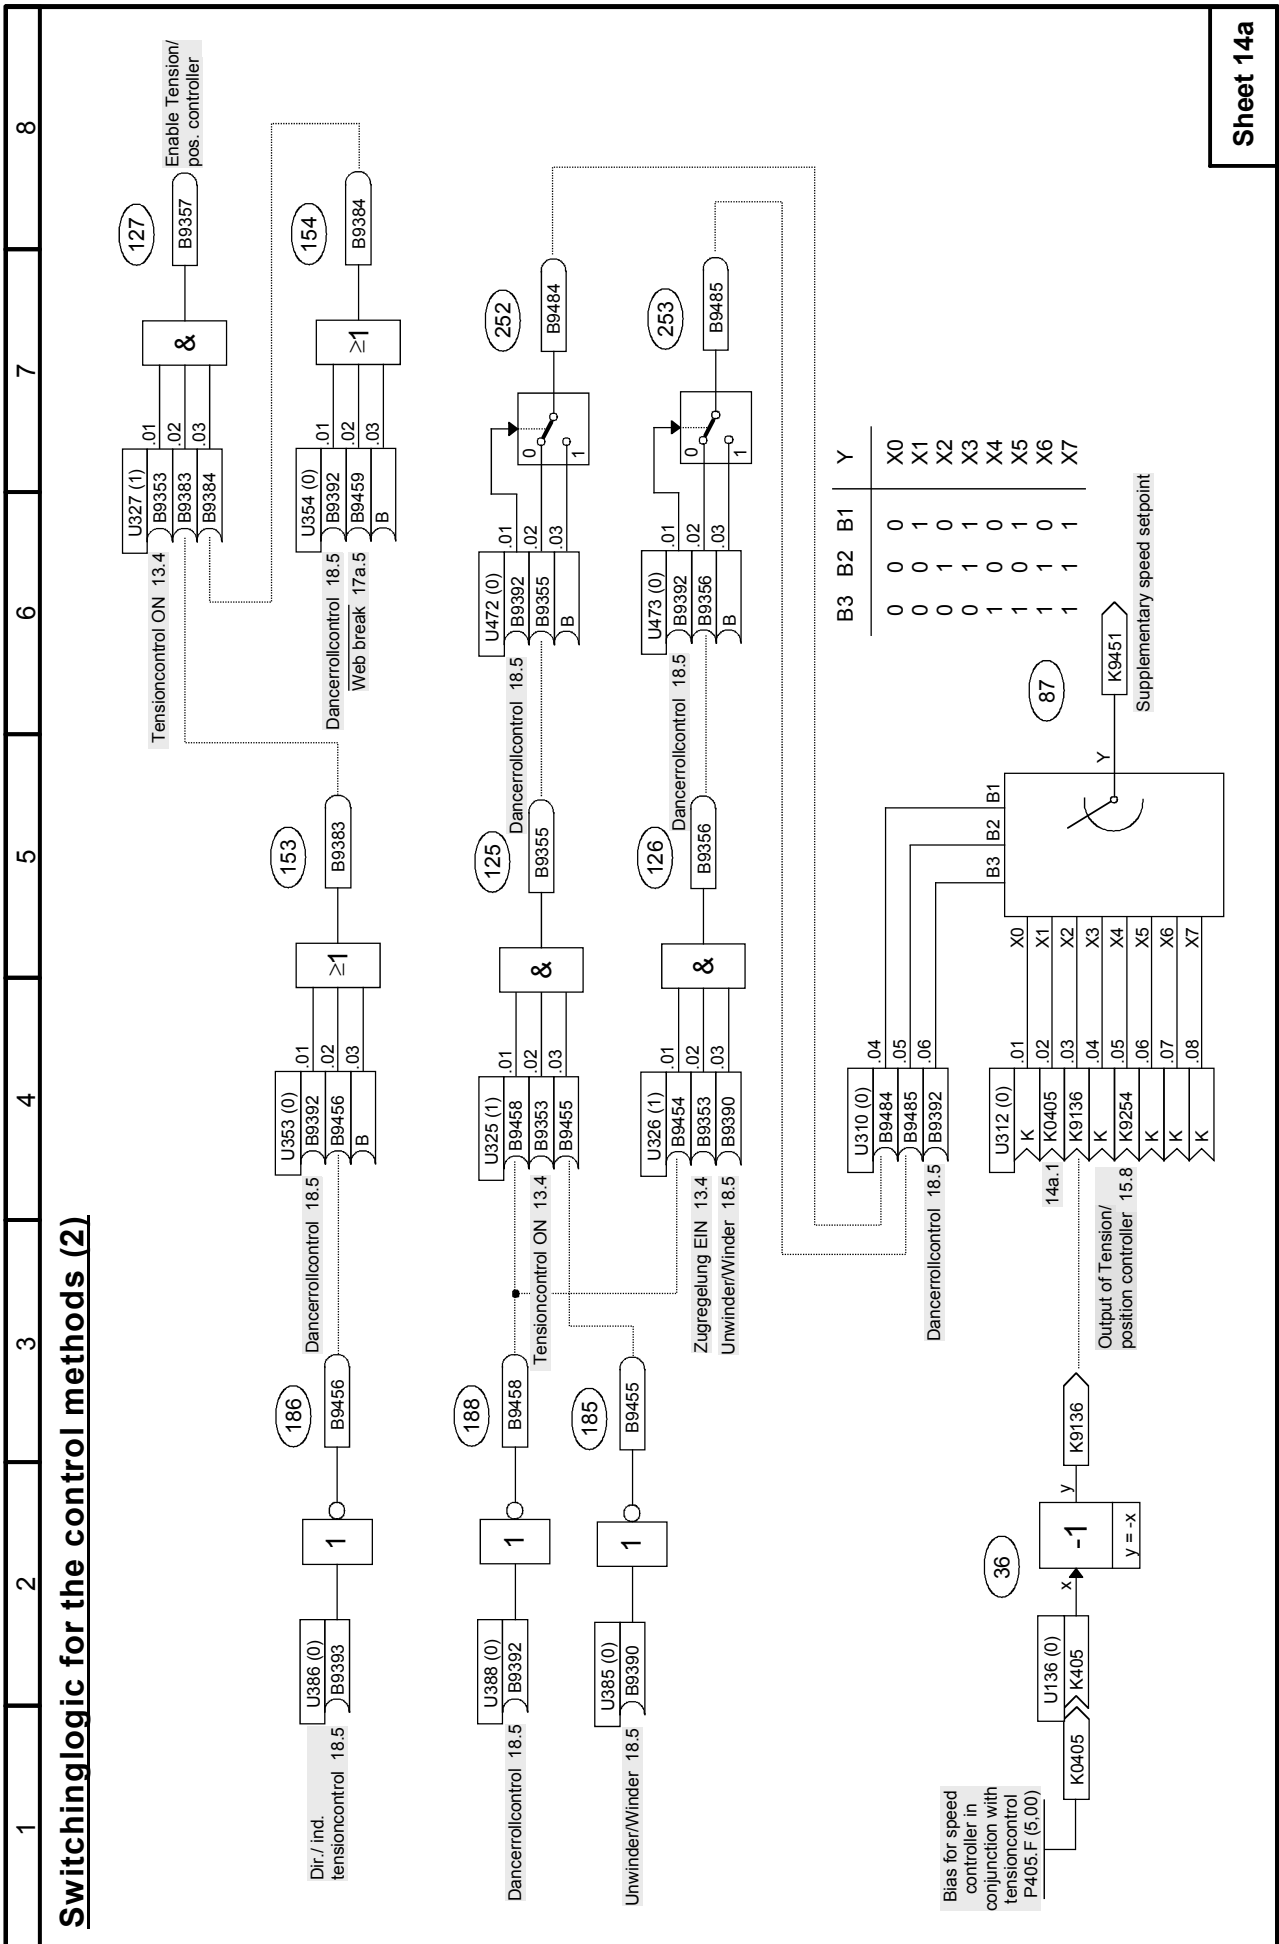 1 2 3 4 5 6 7 8
Switchinglogic for the control methods (2)
Dir./ ind.
tensioncontrol 18.5
U386 (0)
B9393
1
186
B9456
Dancerrollcontrol 18.5
U353 (0)
B9392 .01
B9456 .02
B .03
≥1
153
B9383
Tensioncontrol ON 13.4
U327 (1)
B9353 .01
B9383 .02
B9384 .03
&
127
B9357
Enable Tension/
pos. controller
Dancerrollcontrol 18.5
Web break 17a.5
U354 (0)
B9392 .01
B9459 .02
B .03
≥1
154
B9384
Dancerrollcontrol 18.5
U388 (0)
B9392
1
188
B9458
Tensioncontrol ON 13.4
U325 (1)
B9458 .01
B9353 .02
B9455 .03
&
125
B9355
Dancerrollcontrol 18.5
U472 (0)
B9392 .01
B9355 .02
B .03
0
1
252
B9484
Unwinder/Winder 18.5
U385 (0)
B9390
1
185
B9455
Zugregelung EIN 13.4
Unwinder/Winder 18.5
U326 (1)
B9454 .01
B9353 .02
B9390 .03
&
126
B9356
Dancerrollcontrol 18.5
U473 (0)
B9392 .01
B9356 .02
B .03
0
1
253
B9485
Dancerrollcontrol 18.5
U310 (0)
B9484 .04
B9485 .05
B9392 .06
B3 B2 B1 Y
0 0 0 X0
0 0 1 X1
0 1 0 X2
0 1 1 X3
1 0 0 X4
1 0 1 X5
1 1 0 X6
1 1 1 X7
Bias for speed
controller in
conjunction with
tensioncontrol
P405.F (5,00)
K0405
U136 (0)
K405
x
-1
y = -x
y
36
K9136
14a.1
Output of Tension/
position controller 15.8
U312 (0)
K .01 X0
K0405 .02 X1
K9136 .03 X2
K .04 X3
K9254 .05 X4
K .06 X5
K .07 X6
K .08 X7
B3 B2 B1
Y
87
K9451
Supplementary speed setpoint
Sheet 14a